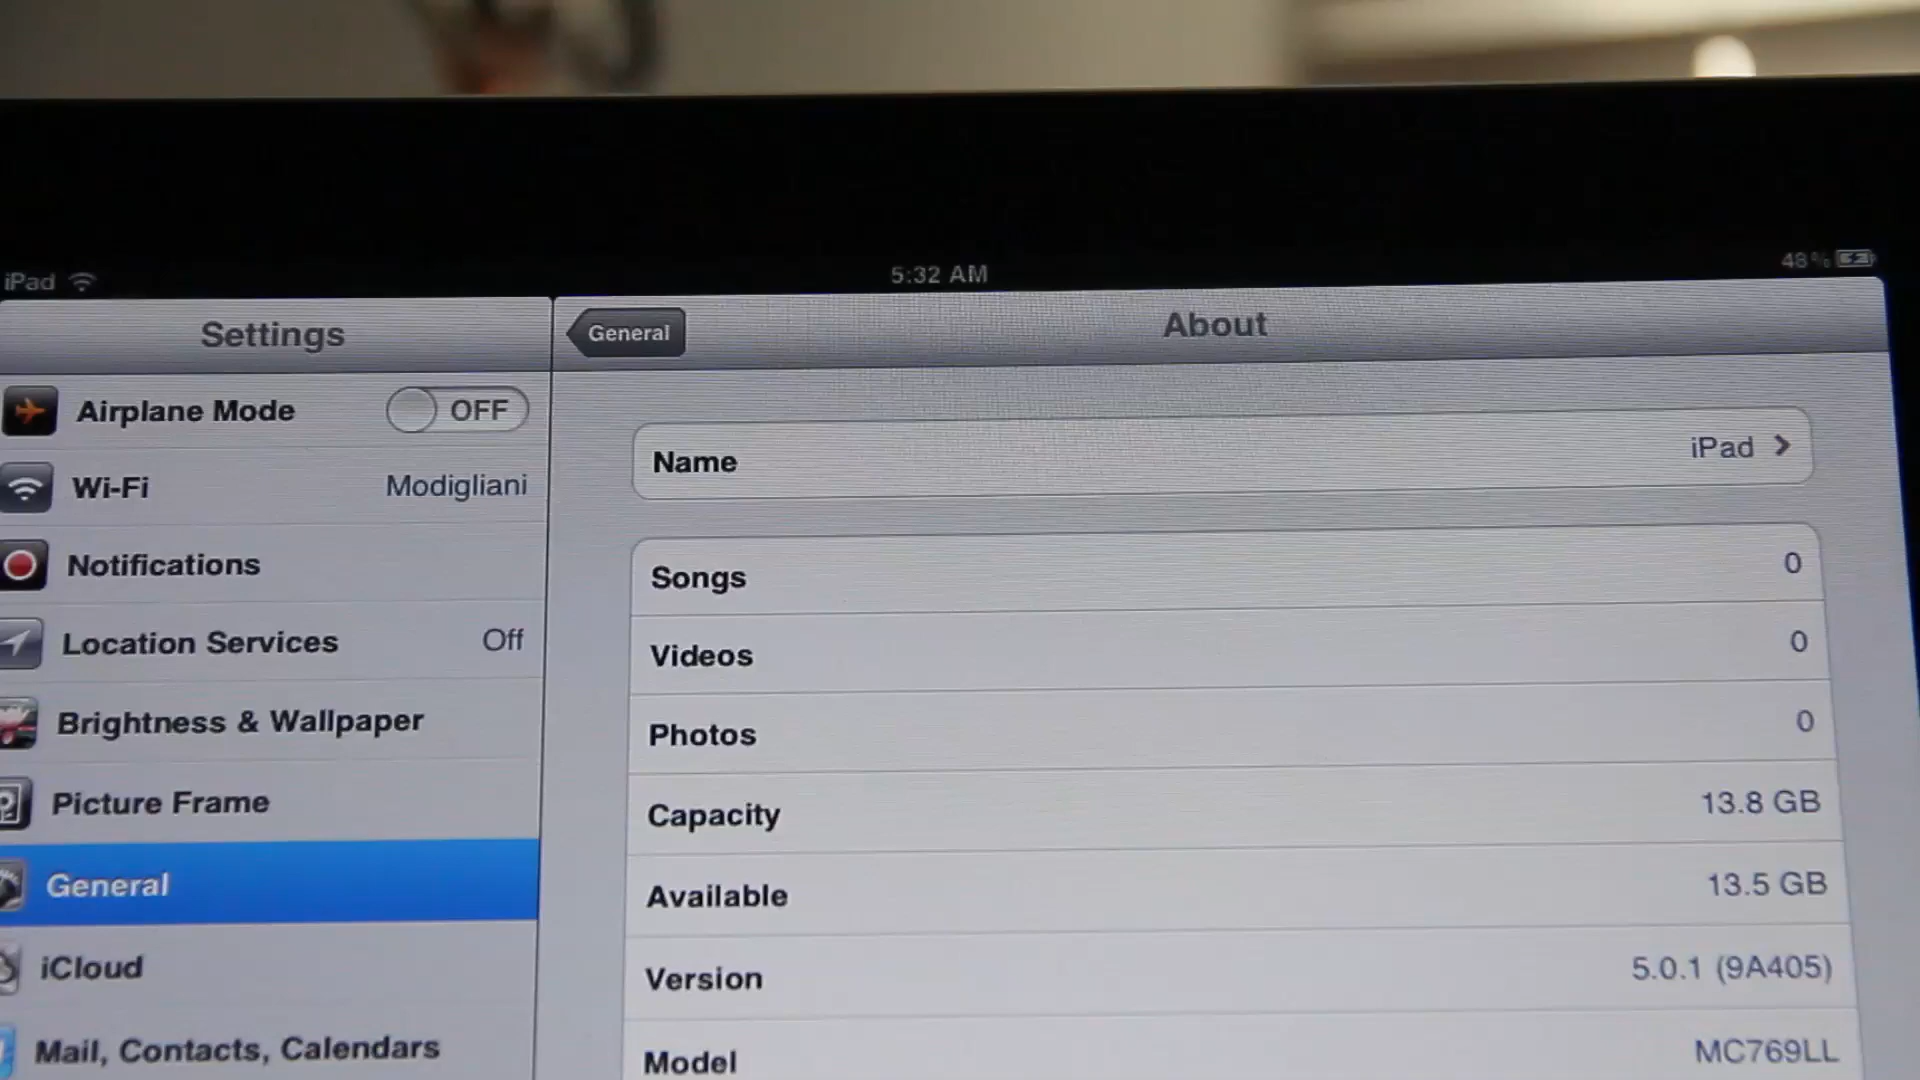 iPad
5:32 AM
48%
Settings
General
About
Airplane Mode
OFF
Wi-Fi
Modigliani
Notifications
Location Services
Off
Brightness & Wallpaper
Picture Frame
General
iCloud
Mail, Contacts, Calendars
Name
iPad
Songs
0
Videos
0
Photos
0
Capacity
13.8 GB
Available
13.5 GB
Version
5.0.1 (9A405)
Model
MC769LL